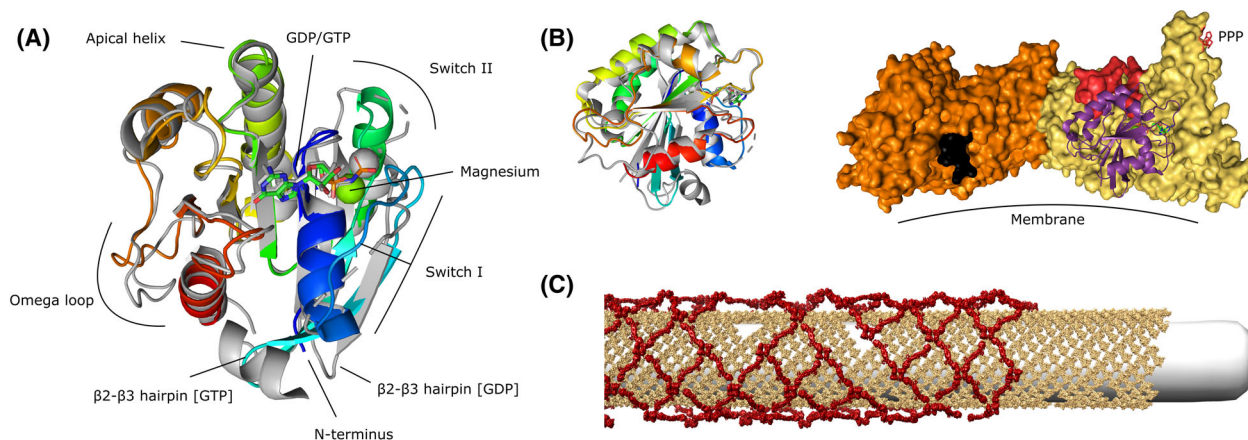 (A)
Apical helix
GDP/GTP
Switch II
Magnesium
Switch I
Omega loop
β2-β3 hairpin [GTP]
β2-β3 hairpin [GDP]
N-terminus
(B)
PPP
Membrane
(C)